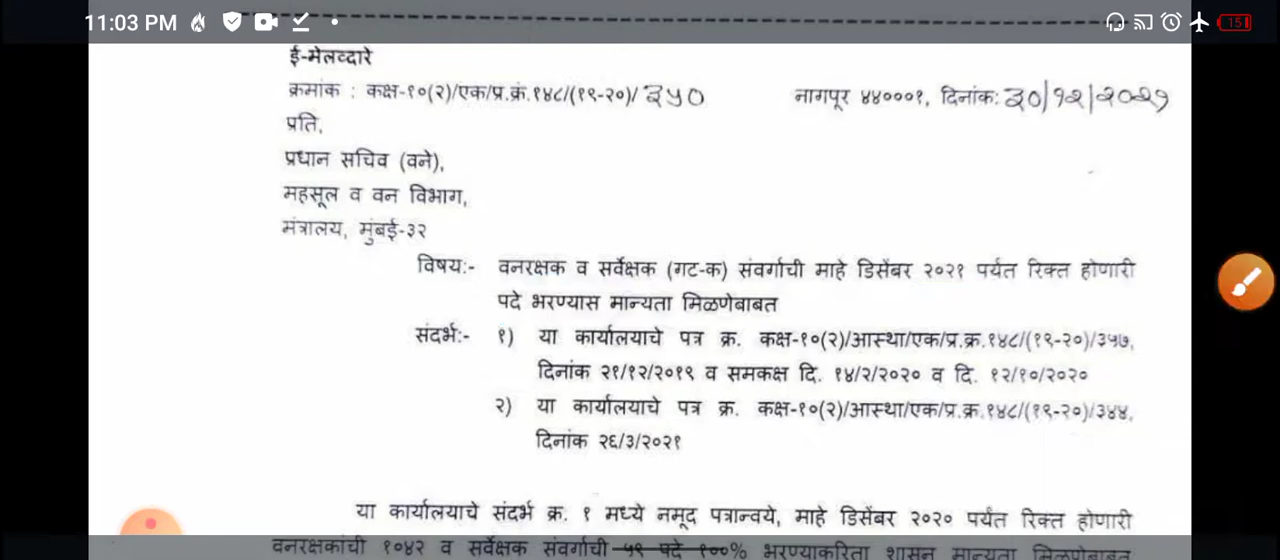 11:03 PM
15
ई-मेलव्दारे
क्रमांक : कक्ष-१०(२)/एक/प्र.क्रं.१४८/(१९-२०)/३५० नागपूर ४४०००१, दिनांक: ३०/१२/२०२१
प्रति,
प्रधान सचिव (वने),
महसूल व वन विभाग,
मंत्रालय, मुंबई-३२
विषय:- वनरक्षक व सर्वेक्षक (गट-क) संवर्गाची माहे डिसेंबर २०२१ पर्यंत रिक्त होणारी
पदे भरण्यास मान्यता मिळणेबाबत
संदर्भ:- १) या कार्यालयाचे पत्र क्र. कक्ष-१०(२)/आस्था/एक/प्र.क्र.१४८/(१९-२०)/३५७,
दिनांक २१/१२/२०१९ व समकक्ष दि. १४/२/२०२० व दि. १२/१०/२०२०
२) या कार्यालयाचे पत्र क्र. कक्ष-१०(२)/आस्था/एक/प्र.क्र.१४८/(१९-२०)/३४४,
दिनांक २६/३/२०२१
या कार्यालयाचे संदर्भ क्र. १ मध्ये नमूद पत्रान्वये, माहे डिसेंबर २०२० पर्यंत रिक्त होणारी
वनरक्षकांची १०४२ व सर्वेक्षक संवर्गाची ५९ पदे १००% भरण्याकरिता शासन मान्यता मिळणेबाबत